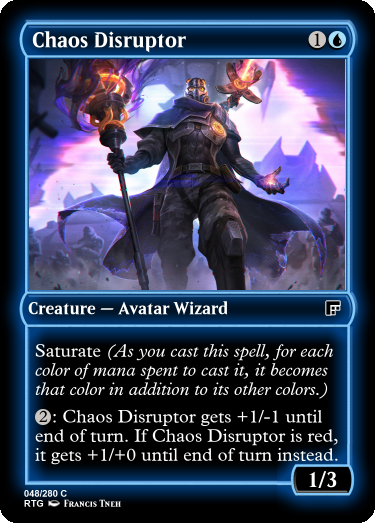 Chaos Disruptor 1
Creature — Avatar Wizard
Saturate (As you cast this spell, for each
color of mana spent to cast it, it becomes
that color in addition to its other colors.)
2: Chaos Disruptor gets +1/-1 until
end of turn. If Chaos Disruptor is red,
it gets +1/+0 until end of turn instead.
1/3
048/280 C
RTG Francis Tneh